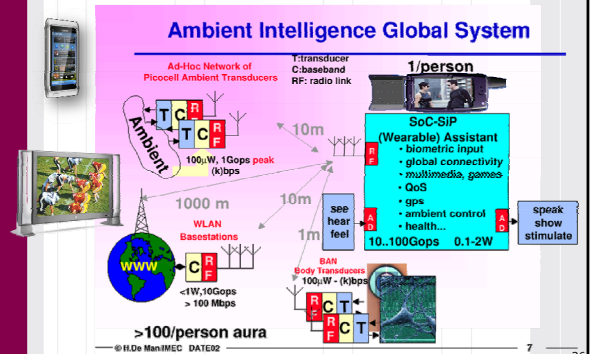 Ambient Intelligence Global System
Ad-Hoc Network of
Picocell Ambient Transducers
T:transducer
C:baseband
RF: radio link
1/person
T C R F
T C R F
Ambient
100µW, 1Gops peak
(k)bps
10m
SoC-SiP
(Wearable) Assistant
• biometric input
• global connectivity
• multimedia, games
• QoS
• gps
• ambient control
• health...
10..100Gops 0.1-2W
R F
A D
A D
see
hear
feel
speak
show
stimulate
1000 m
10m
1m
WLAN
Basestations
WWW
C R F
<1W,10Gops
> 100 Mbps
BAN
Body Transducers
100µW - (k)bps
R F C T
R F C T
>100/person aura
© H.De Man/IMEC DATE02
7